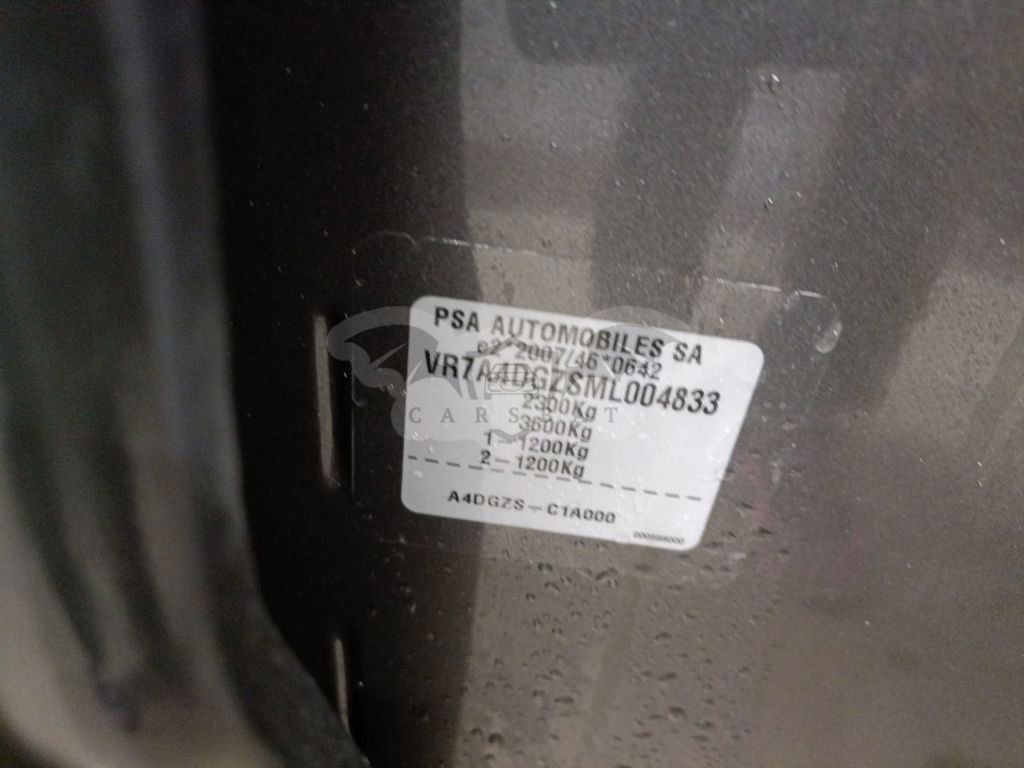 PSA AUTOMOBILES SA
e2*2007/46*0642
VR7A4DGZSML004833
2300Kg
3600Kg
1–1200Kg
2–1200Kg
A4DGZS–C1A000